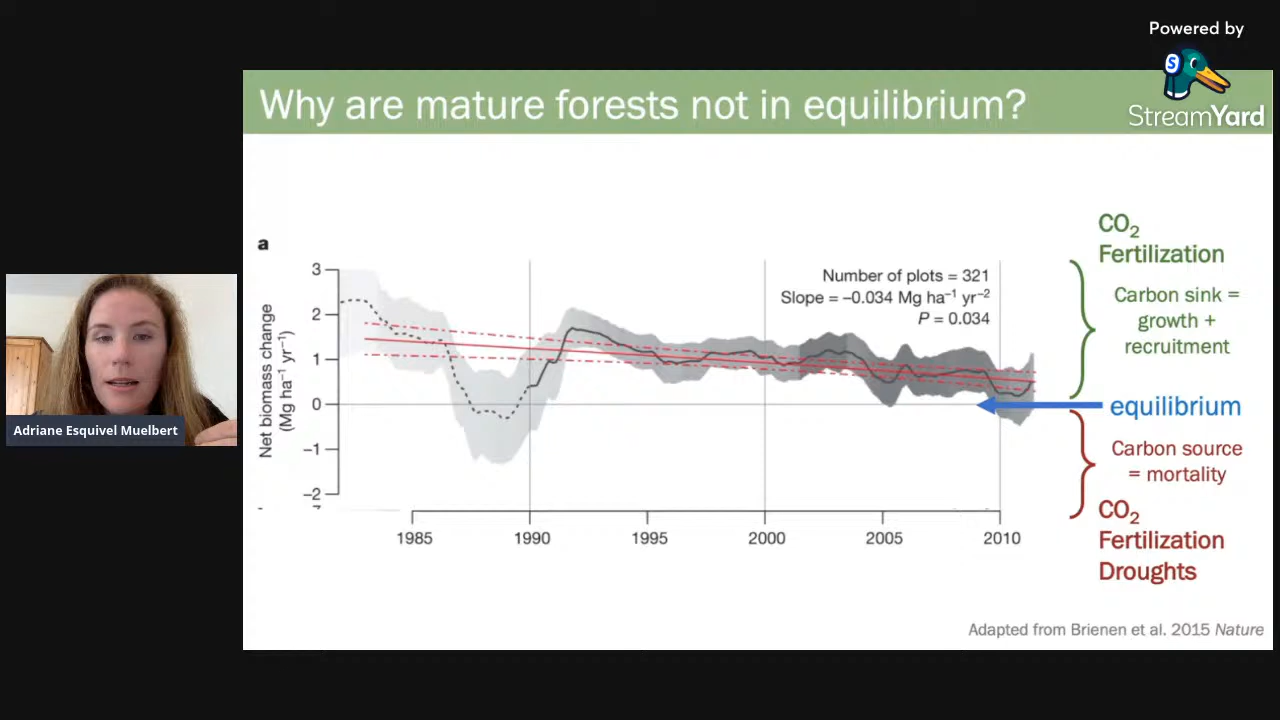 Powered by
StreamYard
Why are mature forests not in equilibrium?
a
Number of plots = 321
Slope = –0.034 Mg ha⁻¹ yr⁻²
P = 0.034
Net biomass change
(Mg ha⁻¹ yr⁻¹)
3
2
1
0
–1
–2
1985
1990
1995
2000
2005
2010
CO₂
Fertilization
Carbon sink =
growth +
recruitment
equilibrium
Carbon source
= mortality
CO₂
Fertilization
Droughts
Adapted from Brienen et al. 2015 Nature
Adriane Esquivel Muelbert